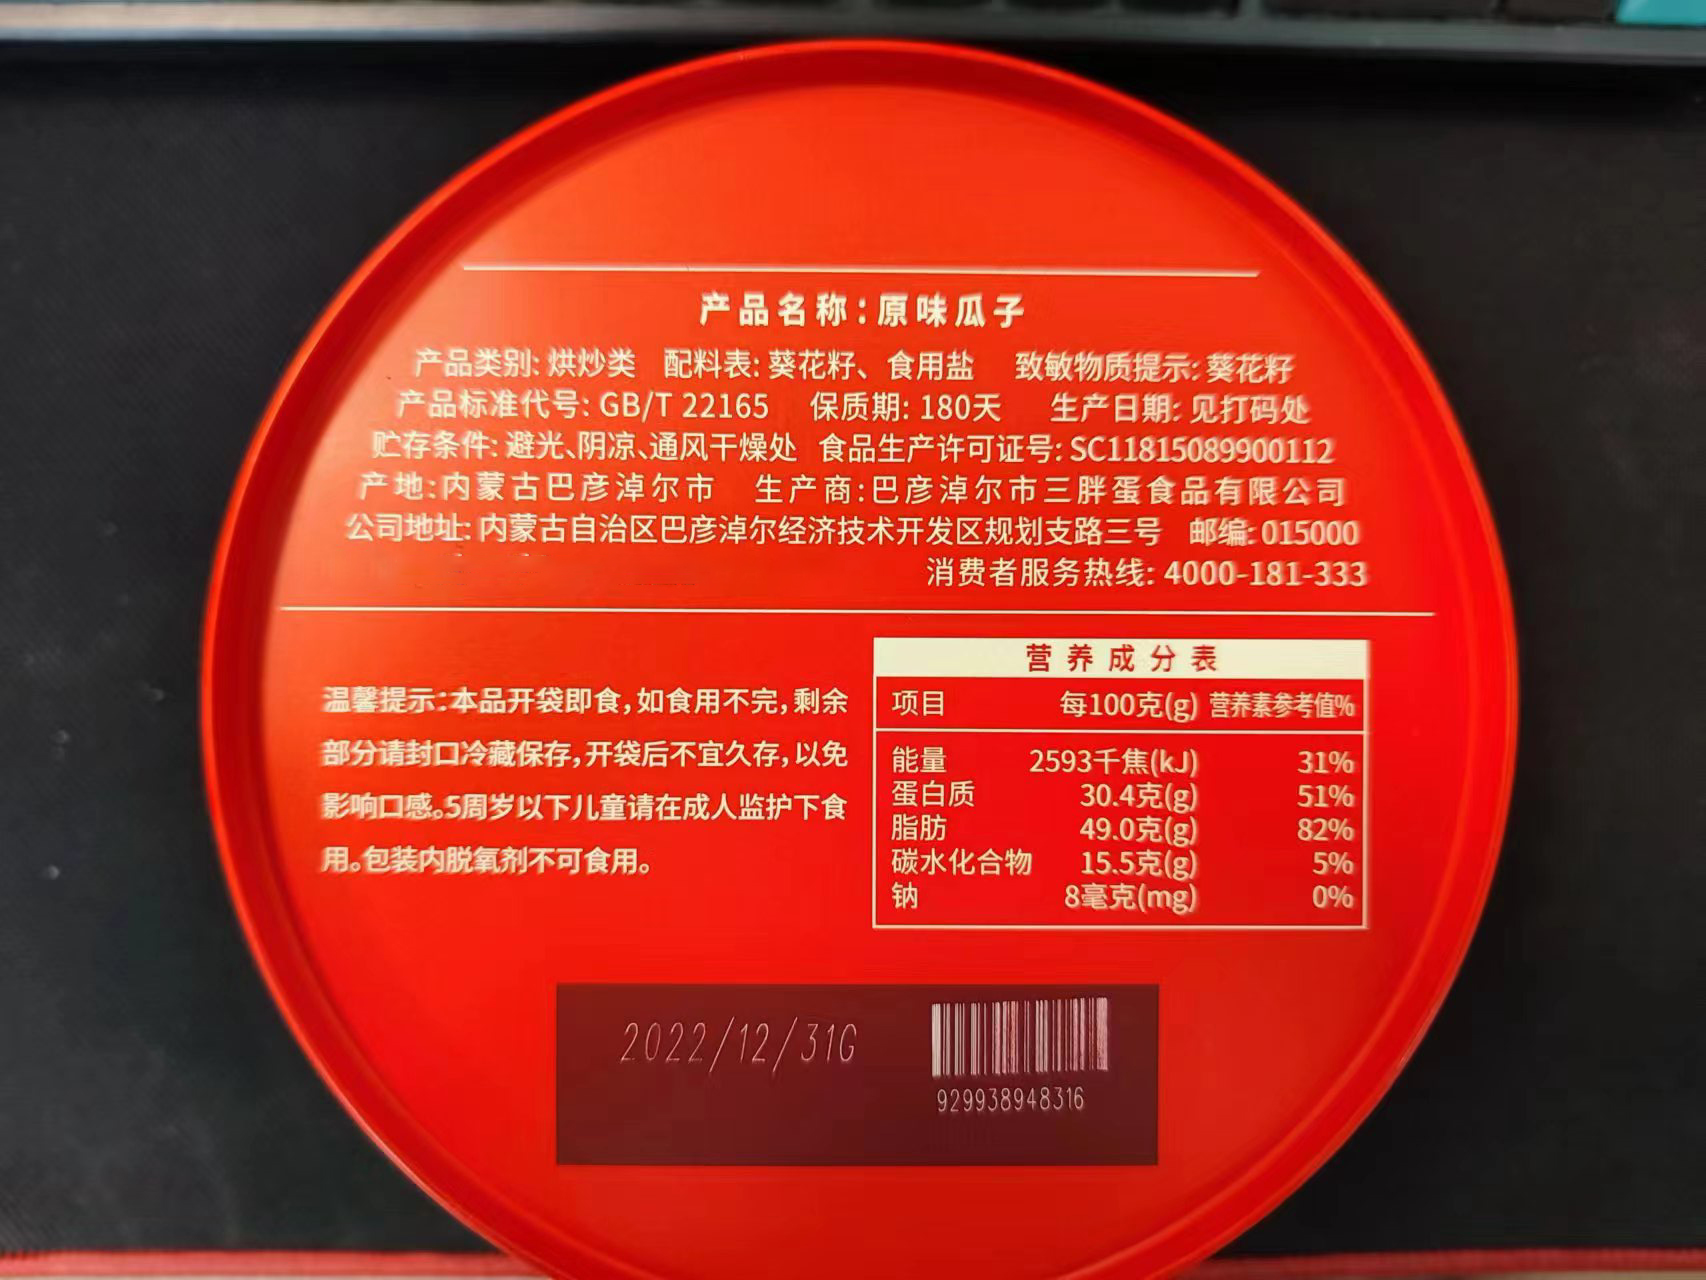 产品名称:原味瓜子
产品类别:烘炒类 配料表:葵花籽、食用盐 致敏物质提示:葵花籽
产品标准代号:GB/T 22165 保质期:180天 生产日期:见打码处
贮存条件:避光、阴凉、通风干燥处 食品生产许可证号:SC11815089900112
产地:内蒙古巴彦淖尔市 生产商:巴彦淖尔市三胖蛋食品有限公司
公司地址:内蒙古自治区巴彦淖尔经济技术开发区规划支路三号 邮编:015000
消费者服务热线:4000-181-333
温馨提示:本品开袋即食,如食用不完,剩余
部分请封口冷藏保存,开袋后不宜久存,以免
影响口感。5周岁以下儿童请在成人监护下食
用。包装内脱氧剂不可食用。
营养成分表
项目 每100克(g) 营养素参考值%
能量 2593千焦(kJ) 31%
蛋白质 30.4克(g) 51%
脂肪 49.0克(g) 82%
碳水化合物 15.5克(g) 5%
钠 8毫克(mg) 0%
2022/12/31G
929938948316